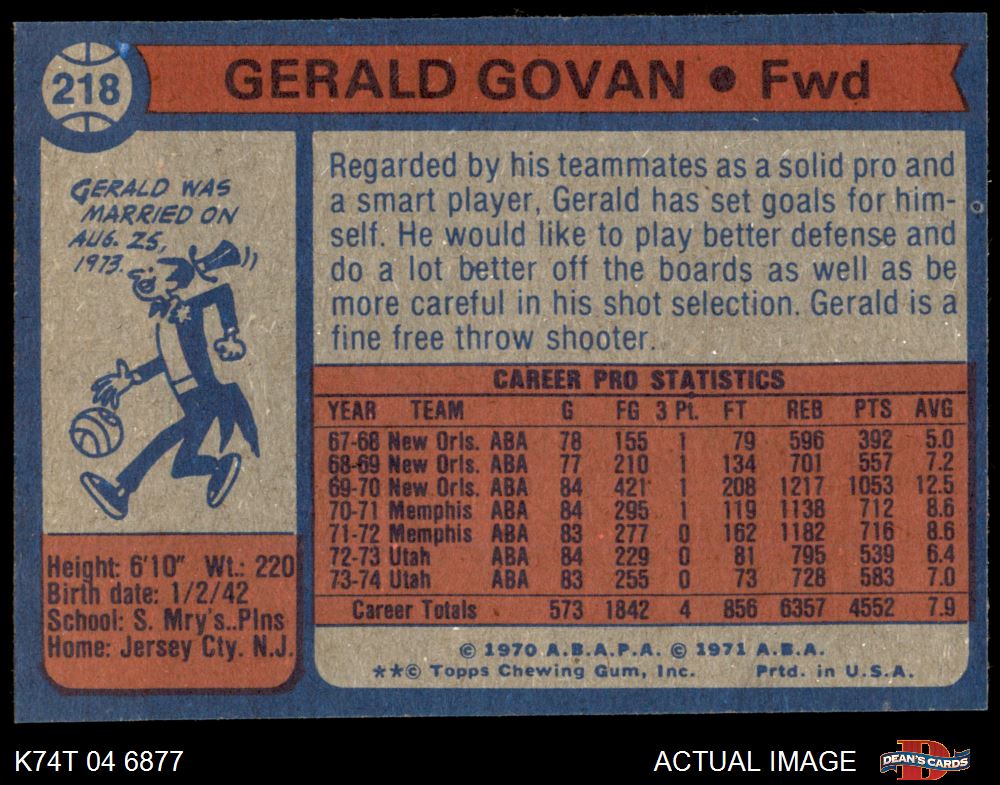 218
GERALD GOVAN • Fwd
GERALD WAS
MARRIED ON
AUG. 25,
1973.
Height: 6'10" Wt.: 220
Birth date: 1/2/42
School: S. Mry's..Plns
Home: Jersey Cty. N.J.
Regarded by his teammates as a solid pro and
a smart player, Gerald has set goals for him-
self. He would like to play better defense and
do a lot better off the boards as well as be
more careful in his shot selection. Gerald is a
fine free throw shooter.
CAREER PRO STATISTICS
YEAR TEAM G FG 3 Pt. FT REB PTS AVG
67-68 New Orls. ABA 78 155 1 79 596 392 5.0
68-69 New Orls. ABA 77 210 1 134 701 557 7.2
69-70 New Orls. ABA 84 421 1 208 1217 1053 12.5
70-71 Memphis ABA 84 295 1 119 1138 712 8.6
71-72 Memphis ABA 83 277 0 162 1182 716 8.6
72-73 Utah ABA 84 229 0 81 795 539 6.4
73-74 Utah ABA 83 255 0 73 728 583 7.0
Career Totals 573 1842 4 856 6357 4552 7.9
© 1970 A.B.A.P.A. © 1971 A.B.A.
**© Topps Chewing Gum, Inc. Prtd. in U.S.A.
K74T 04 6877
ACTUAL IMAGE
DEAN'S CARDS